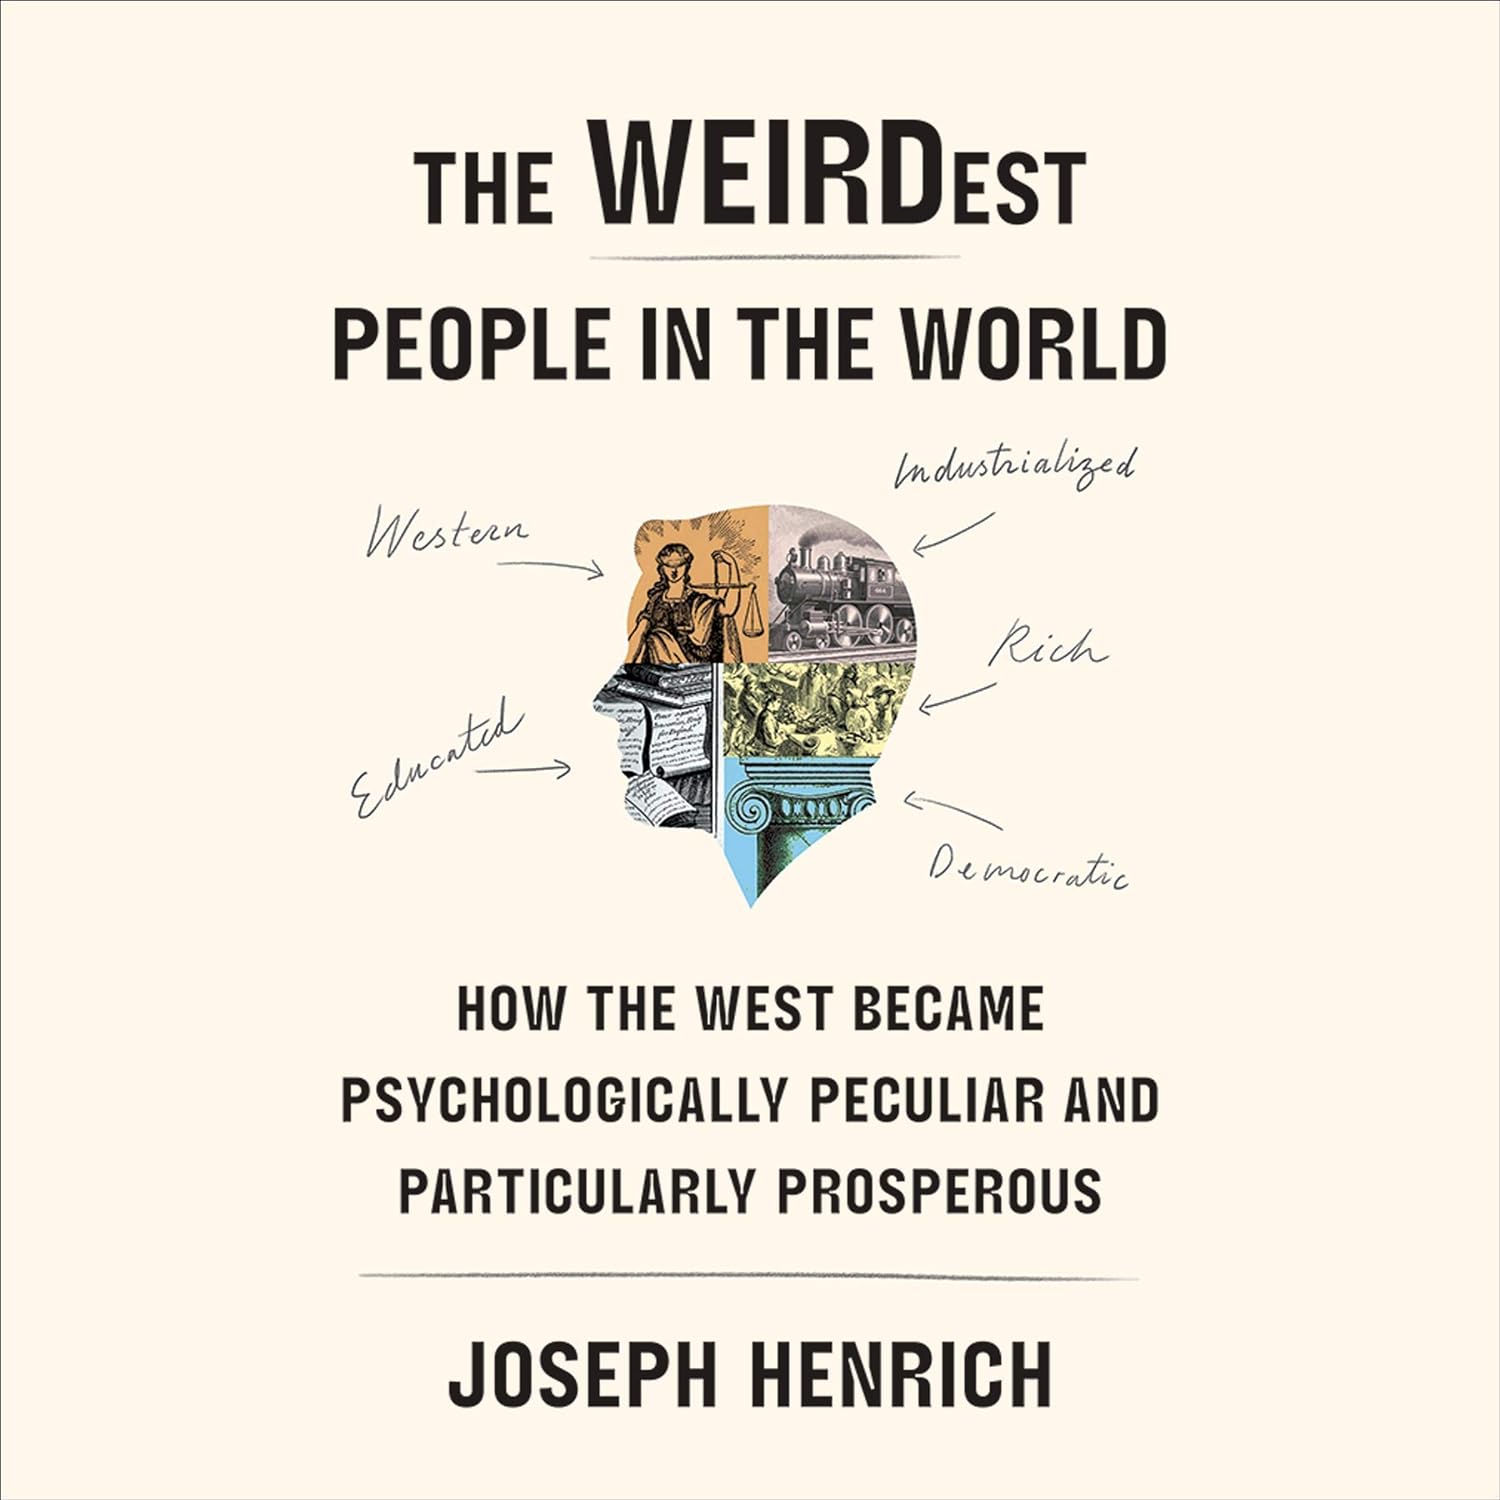 THE WEIRDEST
PEOPLE IN THE WORLD
Industrialized
Western
Rich
Educated
Democratic
HOW THE WEST BECAME
PSYCHOLOGICALLY PECULIAR AND
PARTICULARLY PROSPEROUS
JOSEPH HENRICH